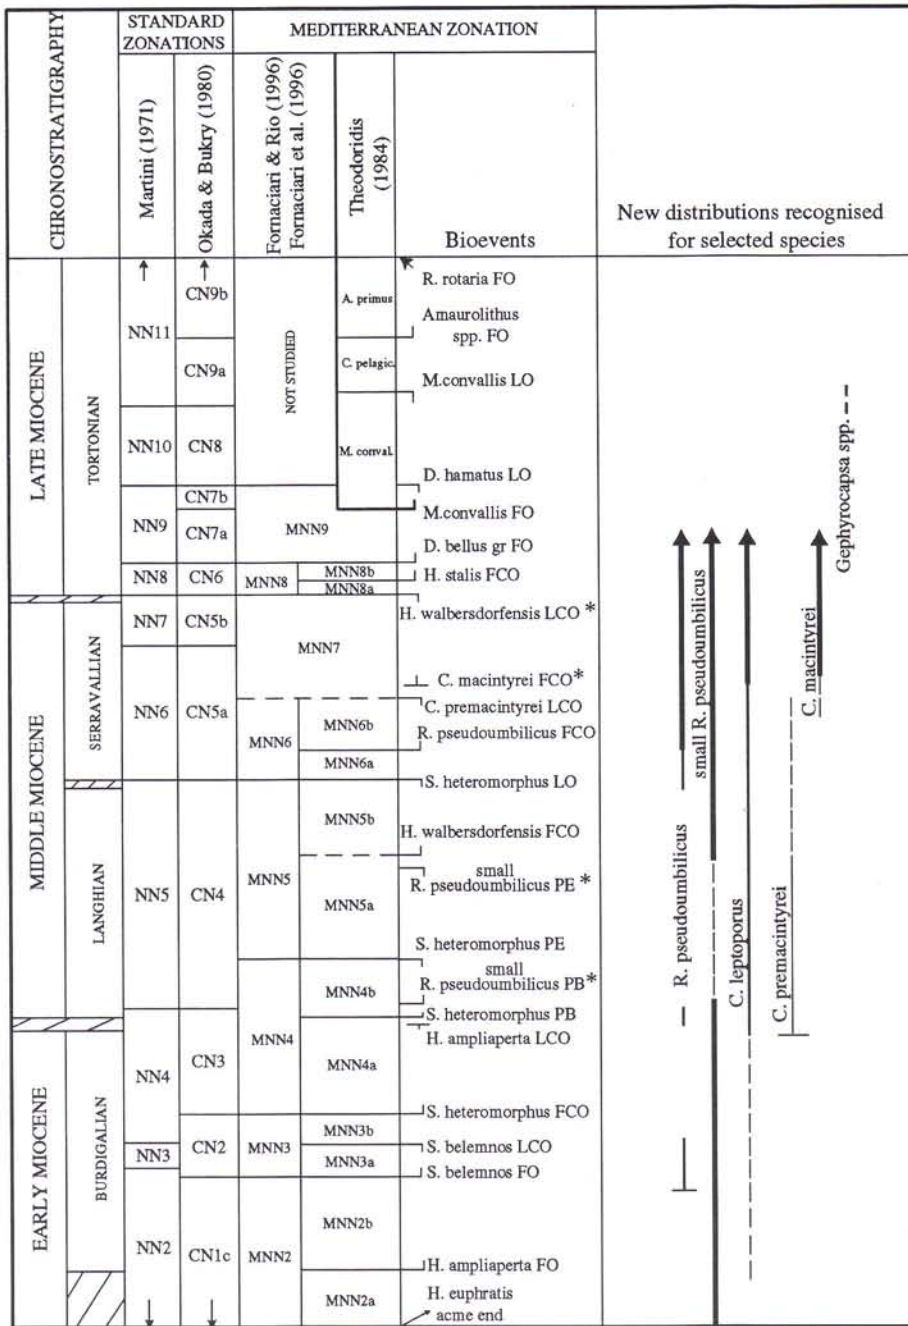 CHRONOSTRATIGRAPHY
STANDARD
ZONATIONS
MEDITERRANEAN ZONATION
Martini (1971)
Okada & Bukry (1980)
Fornaciari & Rio (1996)
Fornaciari et al. (1996)
Theodoridis
(1984)
Bioevents
New distributions recognised
for selected species
LATE MIOCENE
MIDDLE MIOCENE
EARLY MIOCENE
TORTONIAN
SERRAVALLIAN
LANGHIAN
BURDIGALIAN
NN11
NN10
NN9
NN8
NN7
NN6
NN5
NN4
NN3
NN2
CN9b
CN9a
CN8
CN7b
CN7a
CN6
CN5b
CN5a
CN4
CN3
CN2
CN1c
NOT STUDIED
MNN9
MNN8
MNN7
MNN6
MNN5
MNN4
MNN3
MNN2
A. primus
C. pelagic.
M. conval.
MNN8b
MNN8a
MNN6b
MNN6a
MNN5b
MNN5a
MNN4b
MNN4a
MNN3b
MNN3a
MNN2b
MNN2a
R. rotaria FO
Amaurolithus
spp. FO
M.convallis LO
D. hamatus LO
M.convallis FO
D. bellus gr FO
H. stalis FCO
H. walbersdorfensis LCO *
C. macintyrei FCO *
C. premacintyrei LCO
R. pseudoumbilicus FCO
S. heteromorphus LO
H. walbersdorfensis FCO
small
R. pseudoumbilicus PE *
S. heteromorphus PE
small
R. pseudoumbilicus PB *
S. heteromorphus PB
H. ampliaperta LCO
S. heteromorphus FCO
S. belemnos LCO
S. belemnos FO
H. ampliaperta FO
H. euphratis
acme end
R. pseudoumbilicus
small R. pseudoumbilicus
C. leptoporus
C. premacintyrei
C. macintyrei
Gephyrocapsa spp.